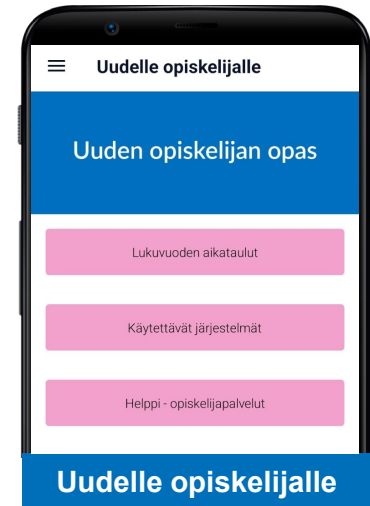 Uudelle opiskelijalle
Uuden opiskelijan opas
Lukuvuoden aikataulut
Käytettävät järjestelmät
Helppi - opiskelijapalvelut
Uudelle opiskelijalle